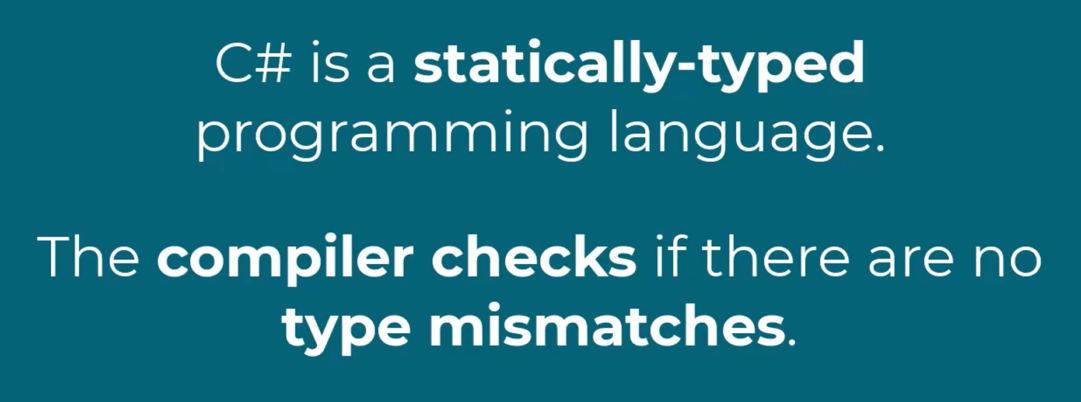 C# is a statically-typed
programming language.
The compiler checks if there are no
type mismatches.